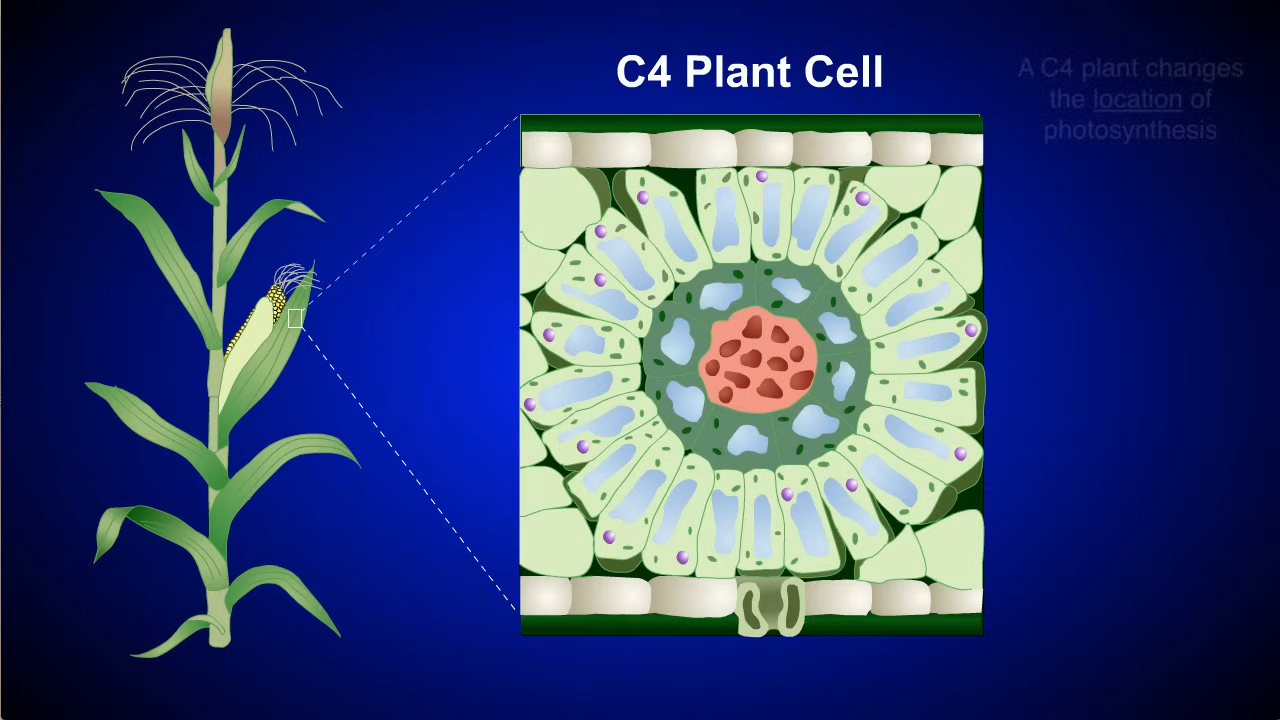 C4 Plant Cell
A C4 plant changes
the location of
photosynthesis